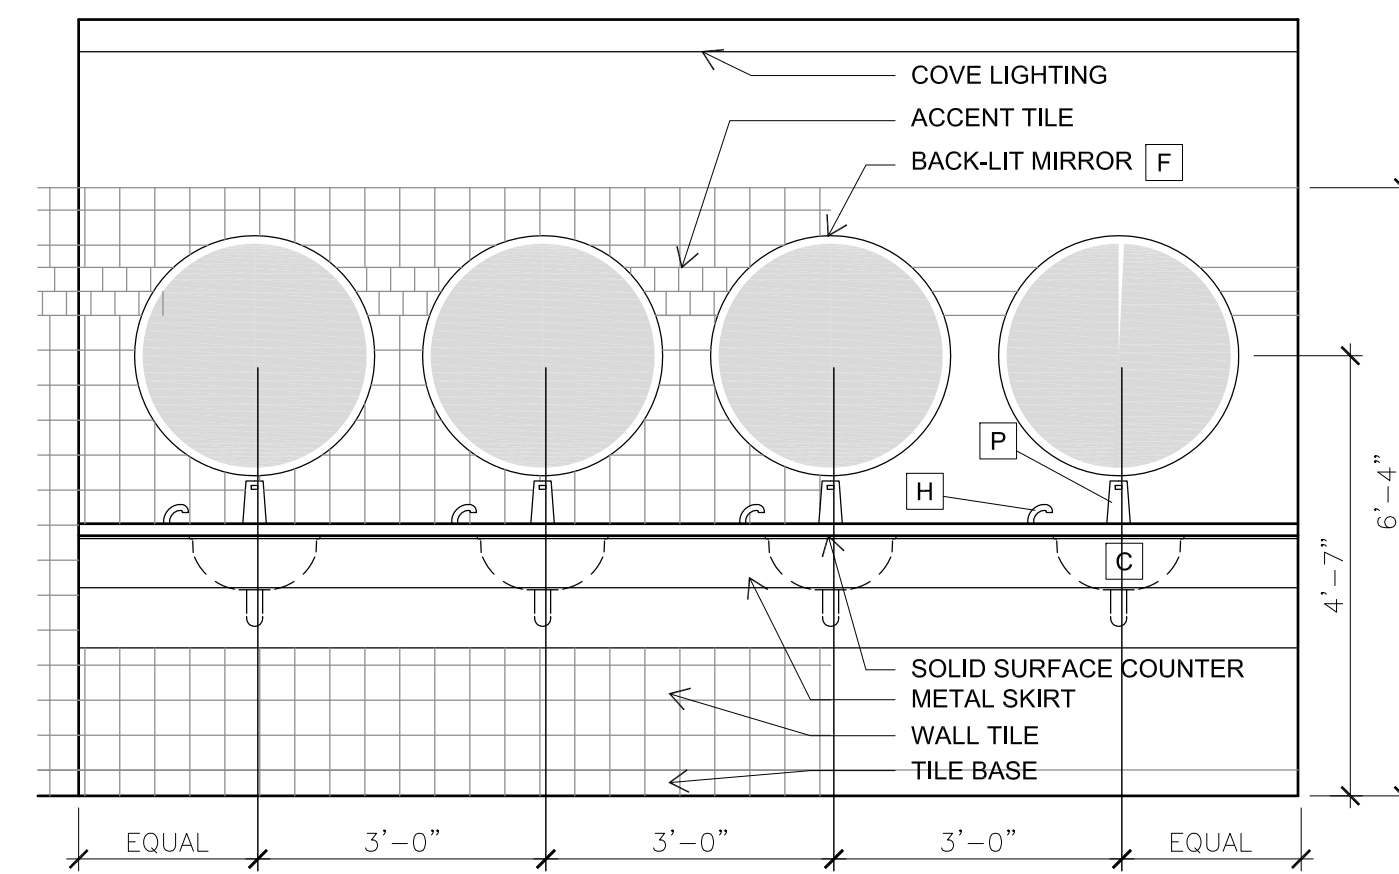 COVE LIGHTING
ACCENT TILE
BACK-LIT MIRROR F
P
H
C
6'-4"
4'-7"
SOLID SURFACE COUNTER
METAL SKIRT
WALL TILE
TILE BASE
EQUAL 3'-0" 3'-0" 3'-0" EQUAL